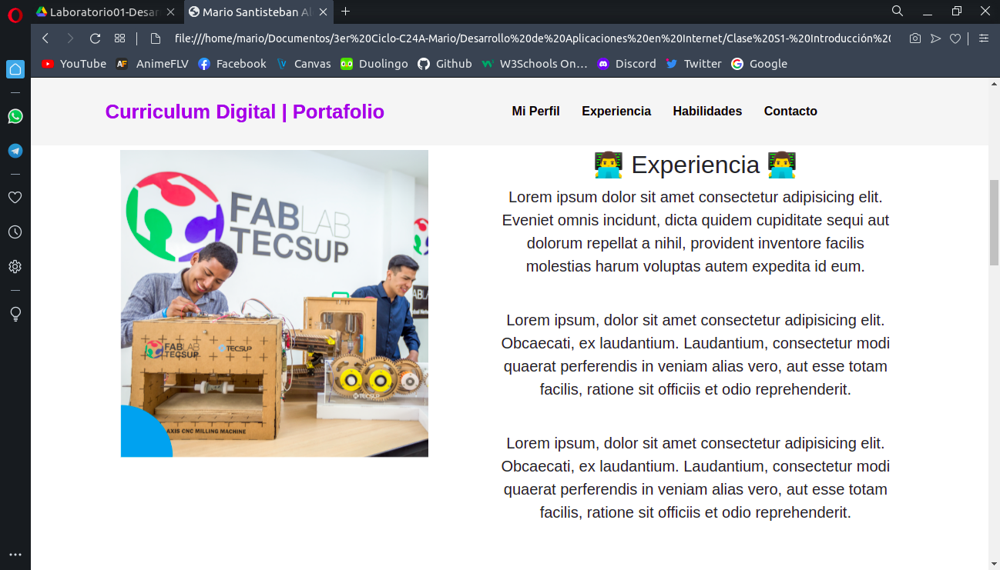 Laboratorio01-Desar
Mario Santisteban Al
file:///home/mario/Documentos/3er%20Ciclo-C24A-Mario/Desarrollo%20de%20Aplicaciones%20en%20Internet/Clase%20S1-%20Introducción%20
YouTube AnimeFLV Facebook Canvas Duolingo Github W3Schools On... Discord Twitter Google
Curriculum Digital | Portafolio
Mi Perfil Experiencia Habilidades Contacto
FABLAB
TECSUP
FABLAB
TECSUP
TECSUP
TECSUP
AXIS CNC MILLING MACHINE
Experiencia
Lorem ipsum dolor sit amet consectetur adipisicing elit.
Eveniet omnis incidunt, dicta quidem cupiditate sequi aut
dolorum repellat a nihil, provident inventore facilis
molestias harum voluptas autem expedita id eum.
Lorem ipsum, dolor sit amet consectetur adipisicing elit.
Obcaecati, ex laudantium. Laudantium, consectetur modi
quaerat perferendis in veniam alias vero, aut esse totam
facilis, ratione sit officiis et odio reprehenderit.
Lorem ipsum, dolor sit amet consectetur adipisicing elit.
Obcaecati, ex laudantium. Laudantium, consectetur modi
quaerat perferendis in veniam alias vero, aut esse totam
facilis, ratione sit officiis et odio reprehenderit.